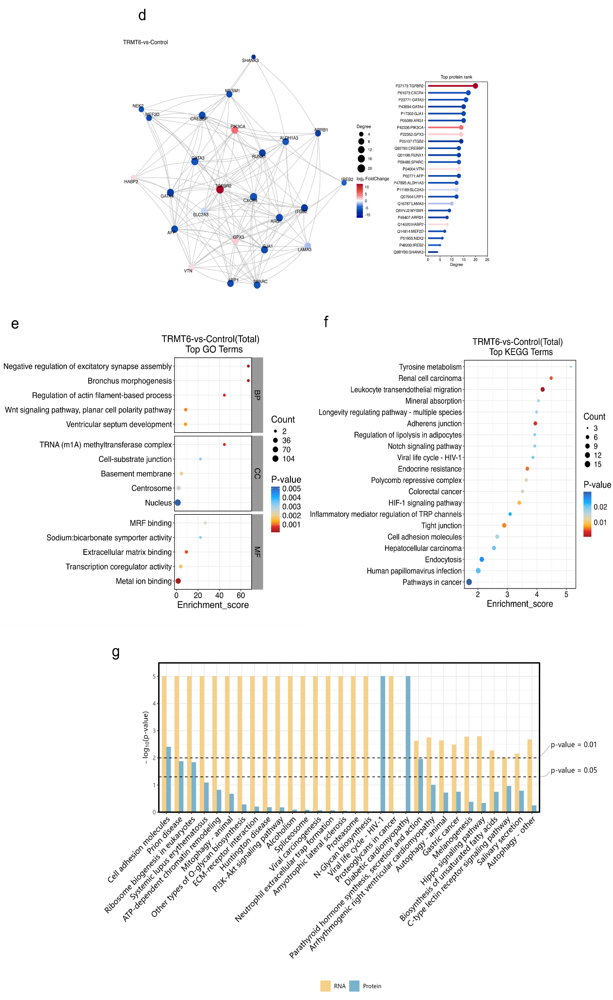 d
TRMT6-vs-Control
SHANK3
MYSM1
NEK2
MEF2D
CREBBP
PIK3CA
ARRB1
ALDH1A3
RUNX1
GATA3
HABP2
IREB2
TGFBR2
GATA4
CXCR4
SLC2A3
ITGB2
ARG1
AFP
GPX3
GJA1
LAMA3
VTN
LRP1
SPARC
Degree
4
8
12
16
20
log2 FoldChange
10
5
0
-5
-10
Top protein rank
P37173:TGFBR2
P61073:CXCR4
P23771:GATA3
P43694:GATA4
P17302:GJA1
P05089:ARG1
P42336:PIK3CA
P22352:GPX3
P05107:ITGB2
Q92793:CREBBP
Q01196:RUNX1
P09486:SPARC
P04004:VTN
P02771:AFP
P47895:ALDH1A3
P11169:SLC2A3
Q07954:LRP1
Q16787:LAMA3
Q5VVJ2:MYSM1
P49407:ARRB1
Q14520:HABP2
Q14814:MEF2D
P51955:NEK2
P48200:IREB2
Q9BYB0:SHANK3
0 5 10 15 20 25
Degree
e
TRMT6-vs-Control(Total)
Top GO Terms
Negative regulation of excitatory synapse assembly
Bronchus morphogenesis
Regulation of actin filament-based process
Wnt signaling pathway, planar cell polarity pathway
Ventricular septum development
BP
TRNA (m1A) methyltransferase complex
Cell-substrate junction
Basement membrane
Centrosome
Nucleus
CC
MRF binding
Sodium:bicarbonate symporter activity
Extracellular matrix binding
Transcription coregulator activity
Metal ion binding
MF
0 20 40 60
Enrichment_score
Count
2
36
70
104
P-value
0.005
0.004
0.003
0.002
0.001
f
TRMT6-vs-Control(Total)
Top KEGG Terms
Tyrosine metabolism
Renal cell carcinoma
Leukocyte transendothelial migration
Mineral absorption
Longevity regulating pathway - multiple species
Adherens junction
Regulation of lipolysis in adipocytes
Notch signaling pathway
Viral life cycle - HIV-1
Endocrine resistance
Polycomb repressive complex
Colorectal cancer
HIF-1 signaling pathway
Inflammatory mediator regulation of TRP channels
Tight junction
Cell adhesion molecules
Hepatocellular carcinoma
Endocytosis
Human papillomavirus infection
Pathways in cancer
2 3 4 5
Enrichment_score
Count
3
6
9
12
15
P-value
0.02
0.01
g
− log10(p-value)
5
4
3
2
1
0
p-value = 0.01
p-value = 0.05
Cell adhesion molecules
Prion disease
Ribosome biogenesis in eukaryotes
Systemic lupus erythematosus
ATP-dependent chromatin remodeling
Mitophagy - animal
Other types of O-glycan biosynthesis
ECM-receptor interaction
Huntington disease
PI3K-Akt signaling pathway
Alcoholism
Spliceosome
Viral carcinogenesis
Neutrophil extracellular trap formation
Amyotrophic lateral sclerosis
Proteasome
N-Glycan biosynthesis
Viral life cycle - HIV-1
Proteoglycans in cancer
Diabetic cardiomyopathy
Parathyroid hormone synthesis, secretion and action
Arrhythmogenic right ventricular cardiomyopathy
Autophagy - animal
Gastric cancer
Melanogenesis
Hippo signaling pathway
Biosynthesis of unsaturated fatty acids
C-type lectin receptor signaling pathway
Salivary secretion
Autophagy - other
RNA
Protein